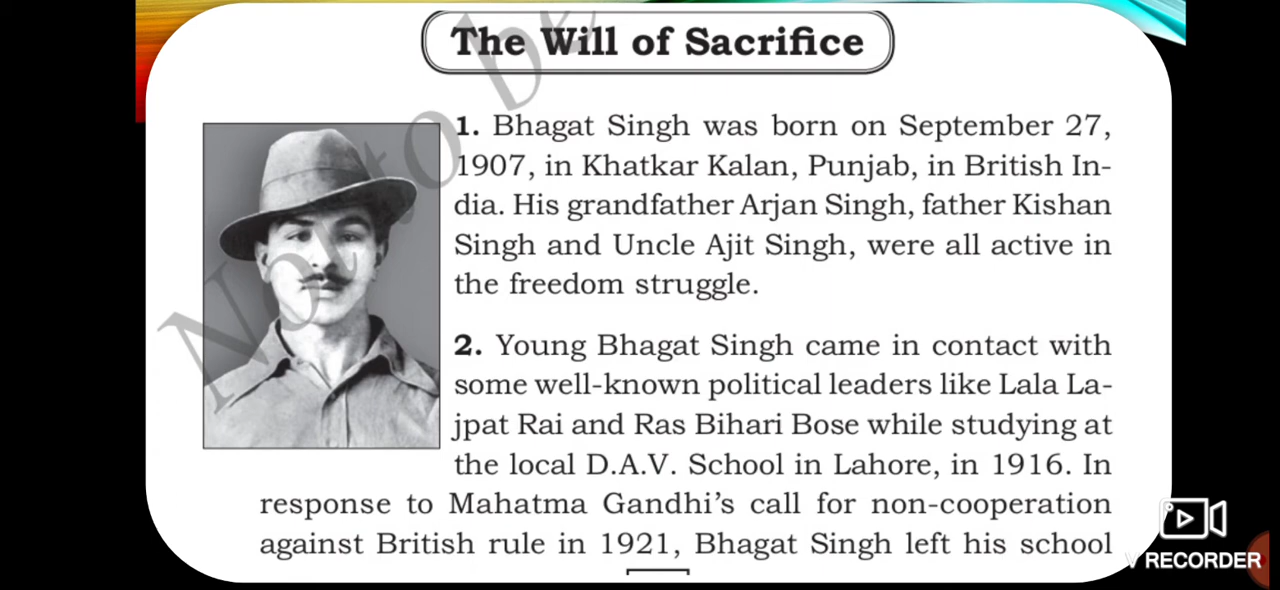 The Will of Sacrifice
1. Bhagat Singh was born on September 27,
1907, in Khatkar Kalan, Punjab, in British In-
dia. His grandfather Arjan Singh, father Kishan
Singh and Uncle Ajit Singh, were all active in
the freedom struggle.
2. Young Bhagat Singh came in contact with
some well-known political leaders like Lala La-
jpat Rai and Ras Bihari Bose while studying at
the local D.A.V. School in Lahore, in 1916. In
response to Mahatma Gandhi's call for non-cooperation
against British rule in 1921, Bhagat Singh left his school
Not to be
V RECORDER